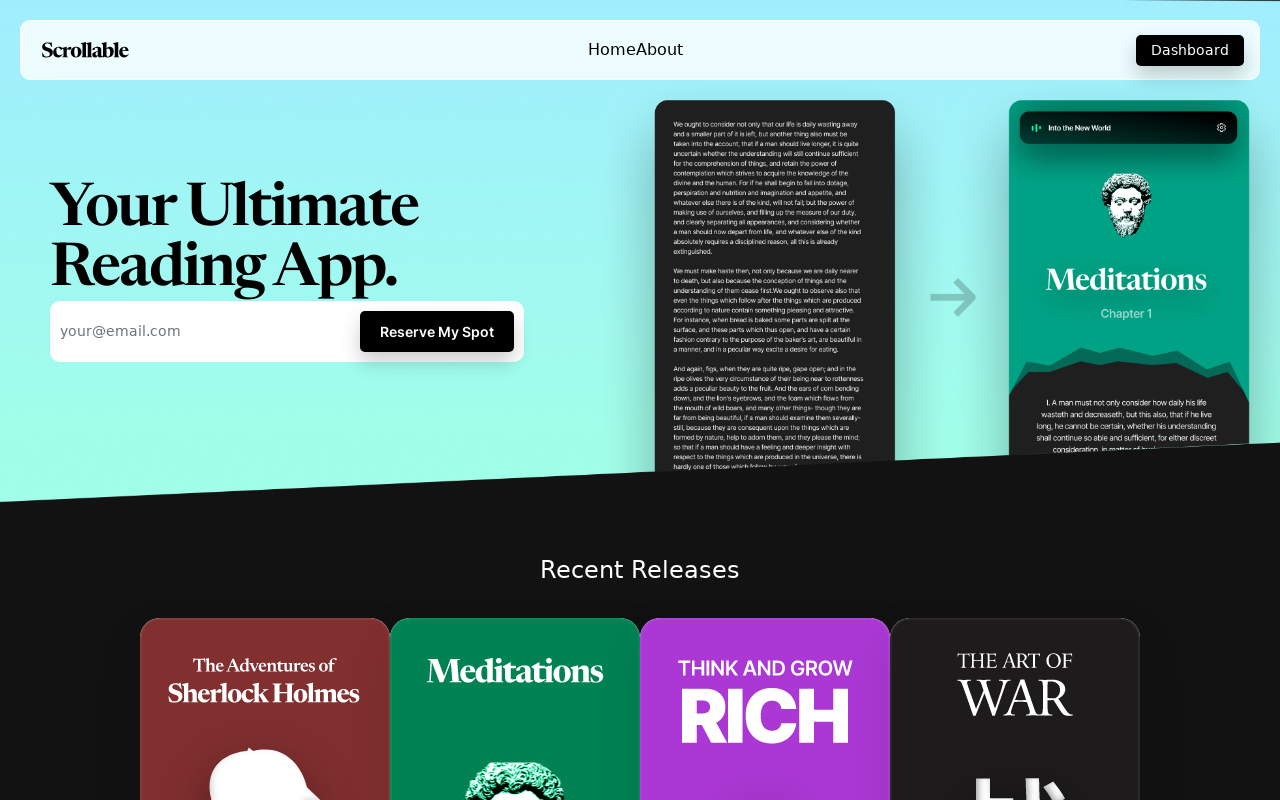 Scrollable
HomeAbout
Dashboard
Your Ultimate
Reading App.
your@email.com
Reserve My Spot
We ought to consider not only that our life is daily wasting away
and a smaller part of it is left, but another thing also must be
taken into the account, that if a man should live longer, it is quite
uncertain whether the understanding will still continue sufficient
for the comprehension of things, and retain the power of
contemplation which strives to acquire the knowledge of the
divine and the human. For if he shall begin to fall into dotage,
perspiration and nutrition and imagination and appetite, and
whatever else there is of the kind, will not fail; but the power of
making use of ourselves, and filling up the measure of our duty,
and clearly separating all appearances, and considering whether
a man should now depart from life, and whatever else of the kind
absolutely requires a disciplined reason, all this is already
extinguished.
We must make haste then, not only because we are daily nearer
to death, but also because the conception of things and the
understanding of them cease first.We ought to observe also that
even the things which follow after the things which are produced
according to nature contain something pleasing and attractive.
For instance, when bread is baked some parts are split at the
surface, and these parts which thus open, and have a certain
fashion contrary to the purpose of the baker's art, are beautiful in
a manner, and in a peculiar way excite a desire for eating.
And again, figs, when they are quite ripe, gape open; and in the
ripe olives the very circumstance of their being near to rottenness
adds a peculiar beauty to the fruit. And the ears of corn bending
down, and the lion's eyebrows, and the foam which flows from
the mouth of wild boars, and many other things- though they are
far from being beautiful, if a man should examine them severally-
still, because they are consequent upon the things which are
formed by nature, help to adorn them, and they please the mind;
so that if a man should have a feeling and deeper insight with
respect to the things which are produced in the universe, there is
hardly one of those which follow by
Into the New World
Meditations
Chapter 1
I. A man must not only consider how daily his life
wasteth and decreaseth, but this also, that if he live
long, he cannot be certain, whether his understanding
shall continue so able and sufficient, for either discreet
consideration, in matter of
Recent Releases
The Adventures of
Sherlock Holmes
Meditations
THINK AND GROW
RICH
THE ART OF
WAR